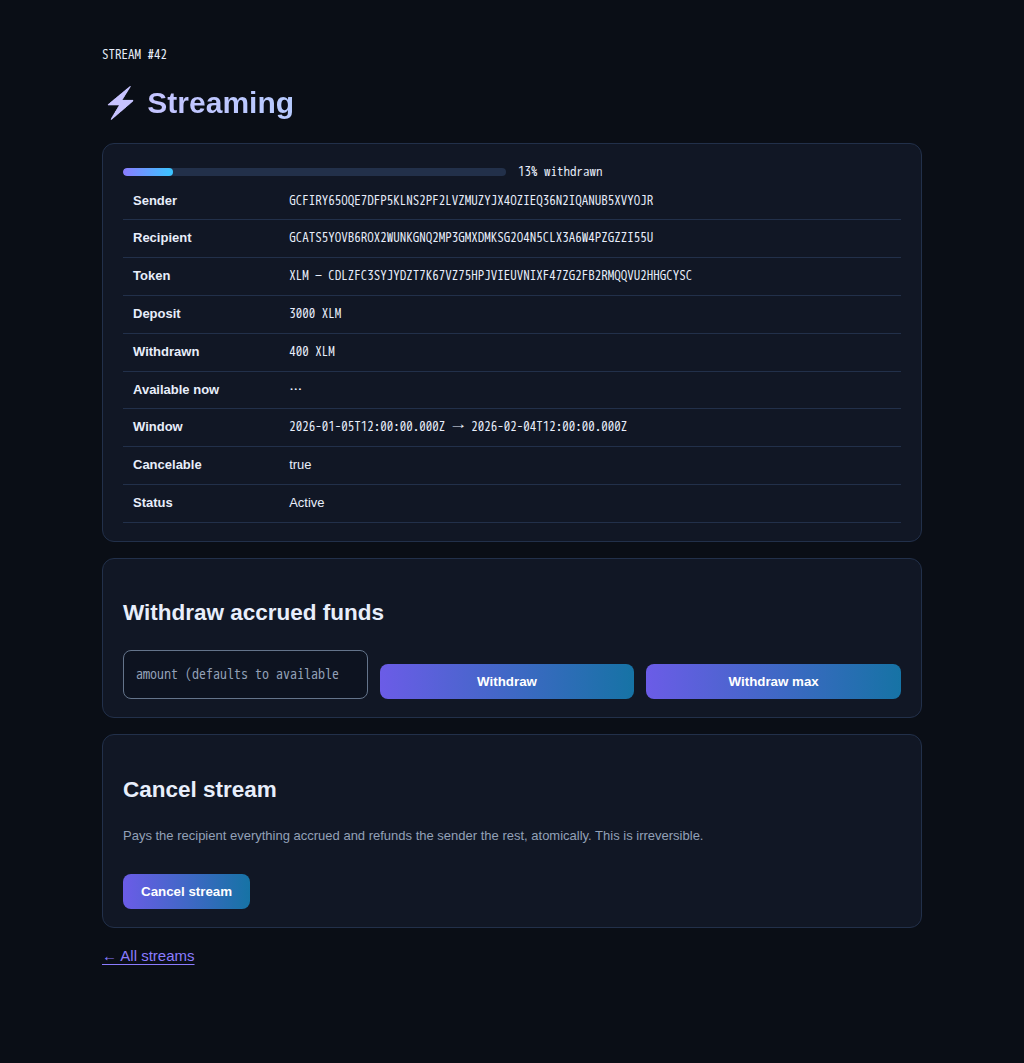 STREAM #42
⚡ Streaming
13% withdrawn
Sender GCFIRY65OQE7DFP5KLNS2PF2LVZMUZYJX4OZIEQ36N2IQANUB5XVYOJR
Recipient GCATS5YOVB6ROX2WUNKGNQ2MP3GMXDMKSG2O4N5CLX3A6W4PZGZZI55U
Token XLM — CDLZFC3SYJYDZT7K67VZ75HPJVIEUVNIXF47ZG2FB2RMQQVU2HHGCYSC
Deposit 3000 XLM
Withdrawn 400 XLM
Available now …
Window 2026-01-05T12:00:00.000Z → 2026-02-04T12:00:00.000Z
Cancelable true
Status Active
Withdraw accrued funds
amount (defaults to available
Withdraw
Withdraw max
Cancel stream
Pays the recipient everything accrued and refunds the sender the rest, atomically. This is irreversible.
Cancel stream
← All streams